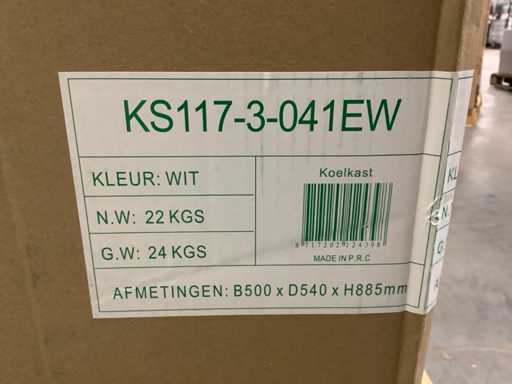 KS117-3-041EW
KLEUR: WIT
N.W: 22 KGS
G.W: 24 KGS
Koelkast
MADE IN P.R.C
AFMETINGEN: B500 x D540 x H885mm